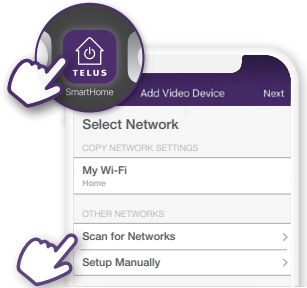 TELUS
SmartHome
Add Video Device Next
Select Network
COPY NETWORK SETTINGS
My Wi-Fi
Home
OTHER NETWORKS
Scan for Networks
Setup Manually